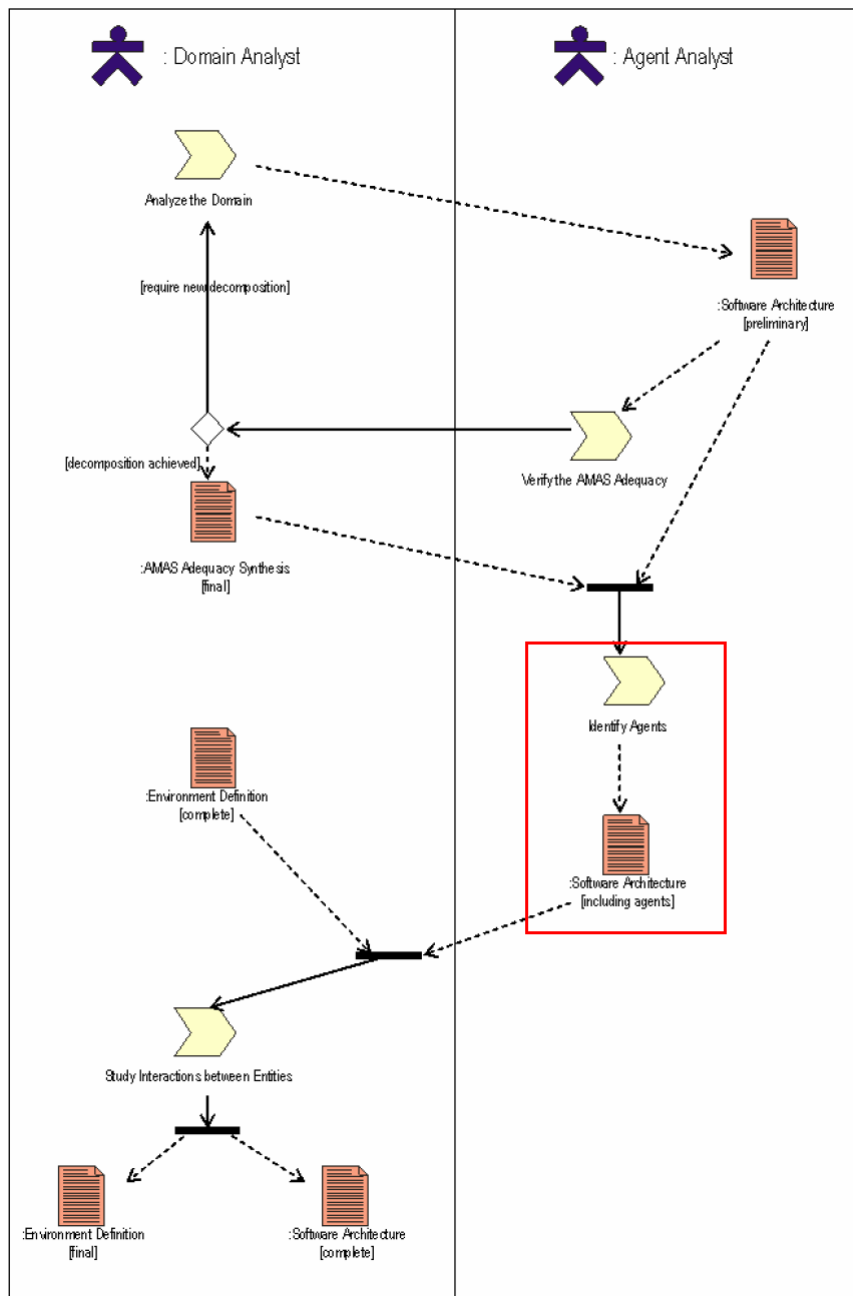 : Domain Analyst
: Agent Analyst
Analyze the Domain
[require new decomposition]
:Software Architecture
[preliminary]
[decomposition achieved]
Verify the AMAS Adequacy
:AMAS Adequacy Synthesis
[final]
Identify Agents
:Environment Definition
[complete]
:Software Architecture
[including agents]
Study Interactions between Entities
:Environment Definition
[final]
:Software Architecture
[complete]